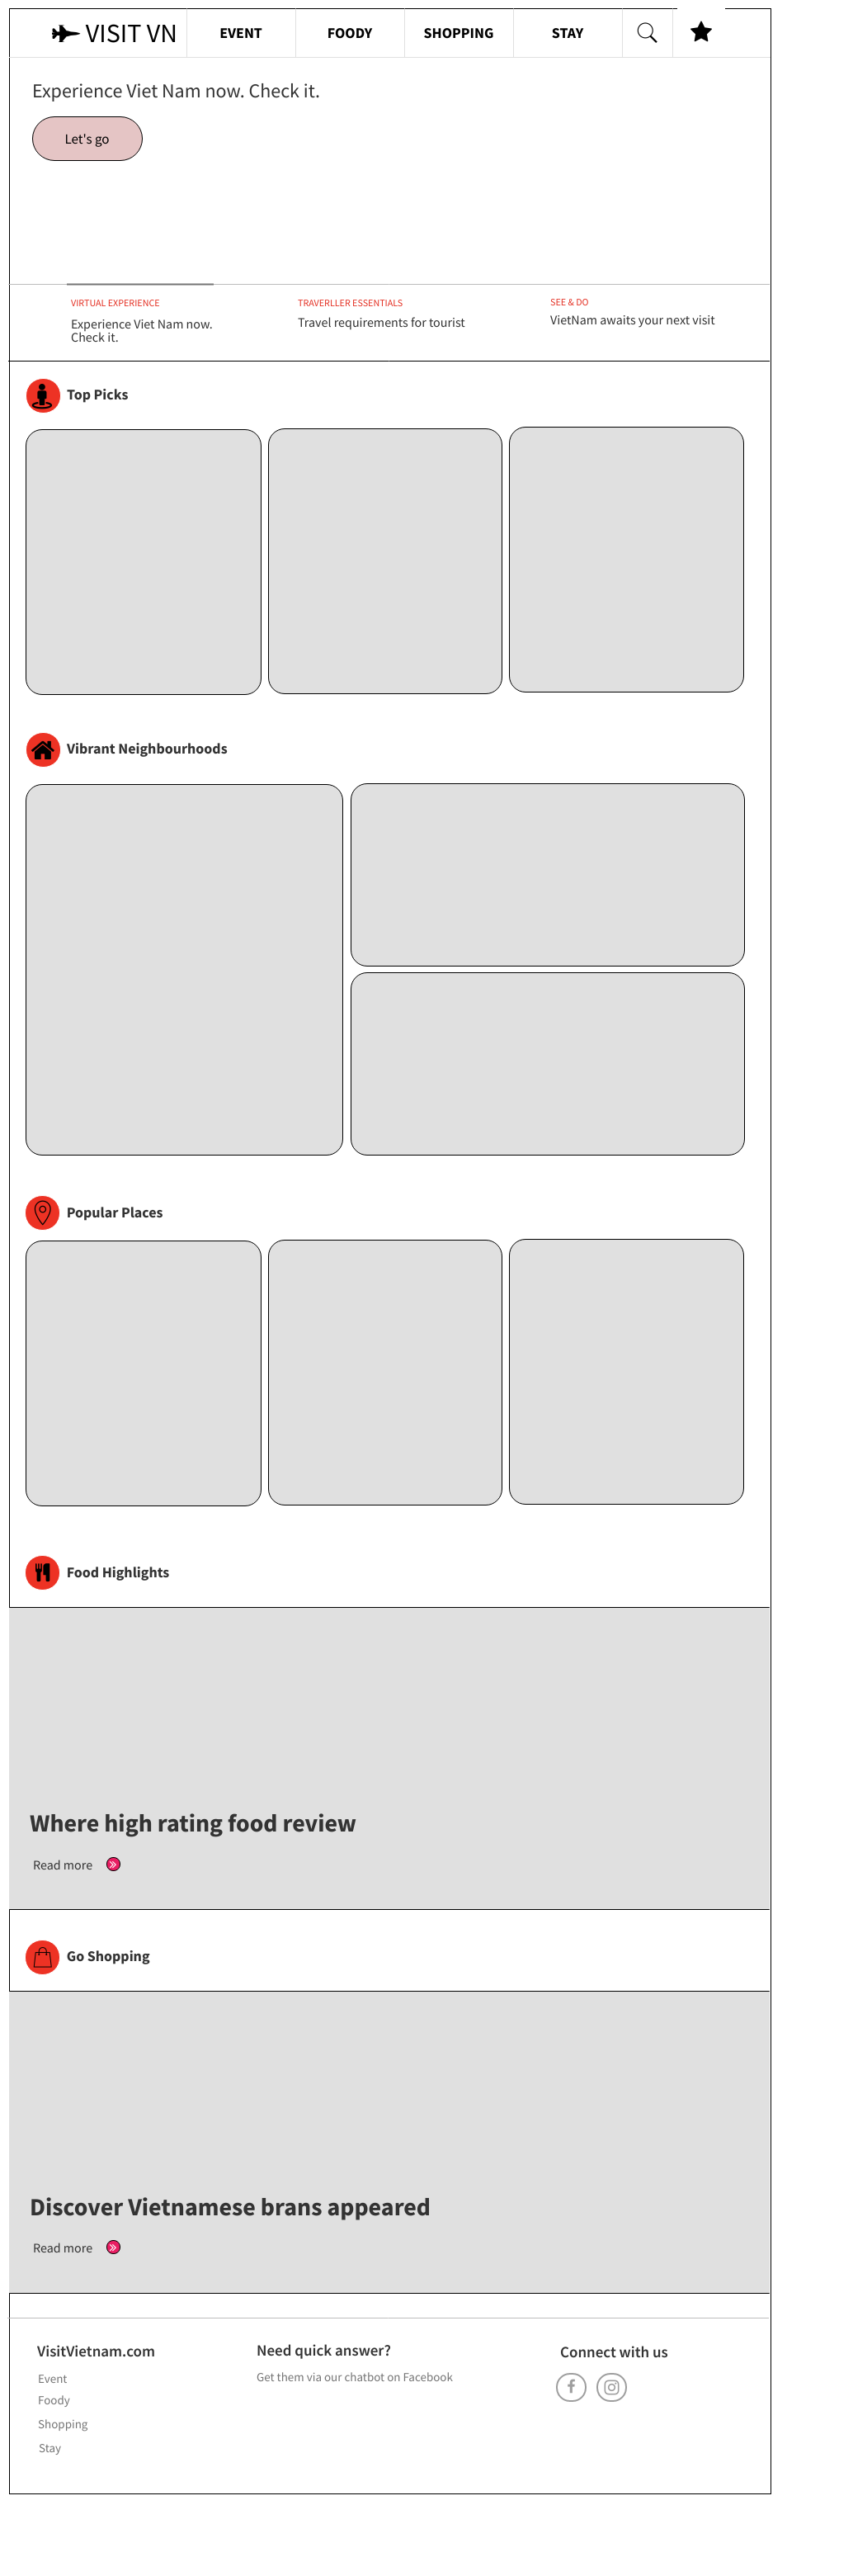 VISIT VN
EVENT
FOODY
SHOPPING
STAY
Experience Viet Nam now. Check it.
Let's go
VIRTUAL EXPERIENCE
Experience Viet Nam now.
Check it.
TRAVERLLER ESSENTIALS
Travel requirements for tourist
SEE & DO
VietNam awaits your next visit
Top Picks
Vibrant Neighbourhoods
Popular Places
Food Highlights
Where high rating food review
Read more
Go Shopping
Discover Vietnamese brans appeared
Read more
VisitVietnam.com
Event
Foody
Shopping
Stay
Need quick answer?
Get them via our chatbot on Facebook
Connect with us